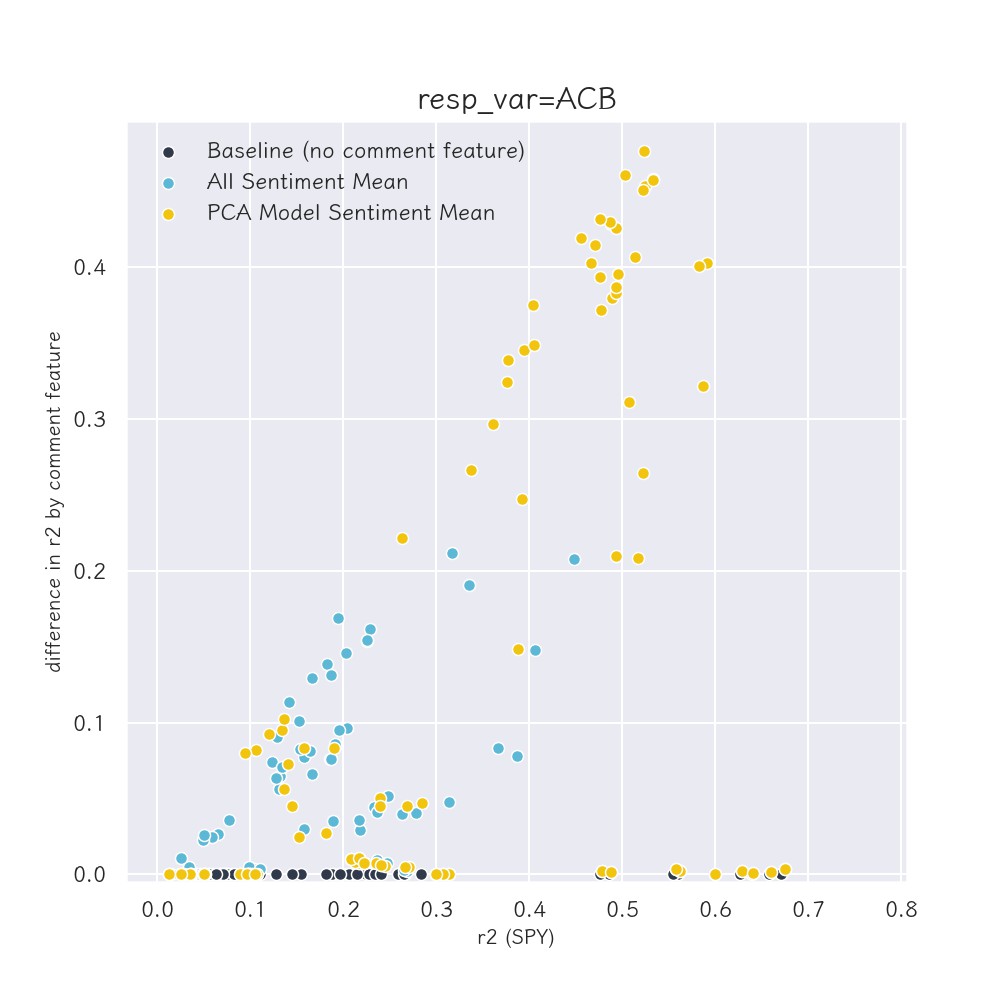 resp_var=ACB
Baseline (no comment feature)
All Sentiment Mean
PCA Model Sentiment Mean
difference in r2 by comment feature
0.4
0.3
0.2
0.1
0.0
0.0 0.1 0.2 0.3 0.4 0.5 0.6 0.7 0.8
r2 (SPY)